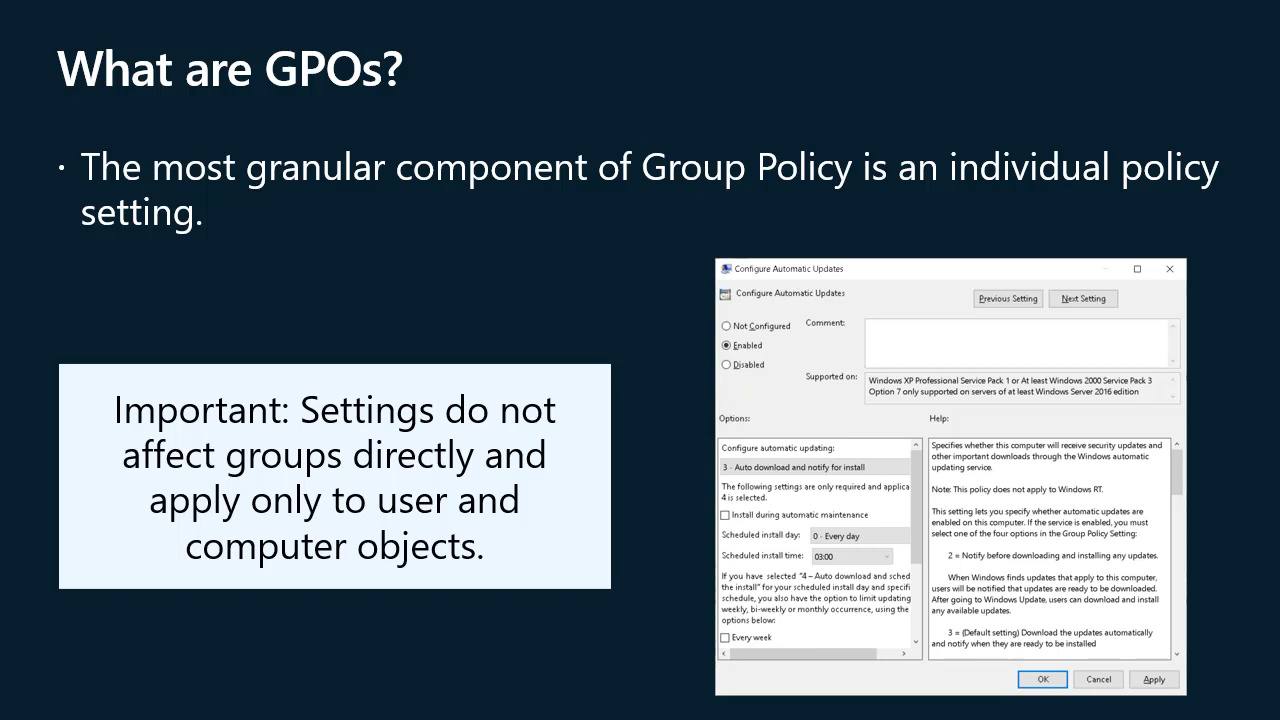 What are GPOs?
· The most granular component of Group Policy is an individual policy
setting.
Important: Settings do not
affect groups directly and
apply only to user and
computer objects.
Configure Automatic Updates
Configure Automatic Updates
Previous Setting
Next Setting
Not Configured
Enabled
Disabled
Comment:
Supported on:
Windows XP Professional Service Pack 1 or At least Windows 2000 Service Pack 3
Option 7 only supported on servers of at least Windows Server 2016 edition
Options:
Help:
Configure automatic updating:
3 - Auto download and notify for install
The following settings are only required and applica
4 is selected.
Install during automatic maintenance
Scheduled install day:
0 - Every day
Scheduled install time:
03:00
If you have selected “4 – Auto download and sched
the install” for your scheduled install day and specifi
schedule, you also have the option to limit updating
weekly, bi-weekly or monthly occurrence, using the
options below:
Every week
Specifies whether this computer will receive security updates and
other important downloads through the Windows automatic
updating service.
Note: This policy does not apply to Windows RT.
This setting lets you specify whether automatic updates are
enabled on this computer. If the service is enabled, you must
select one of the four options in the Group Policy Setting:
2 = Notify before downloading and installing any updates.
When Windows finds updates that apply to this computer,
users will be notified that updates are ready to be downloaded.
After going to Windows Update, users can download and install
any available updates.
3 = (Default setting) Download the updates automatically
and notify when they are ready to be installed
OK
Cancel
Apply